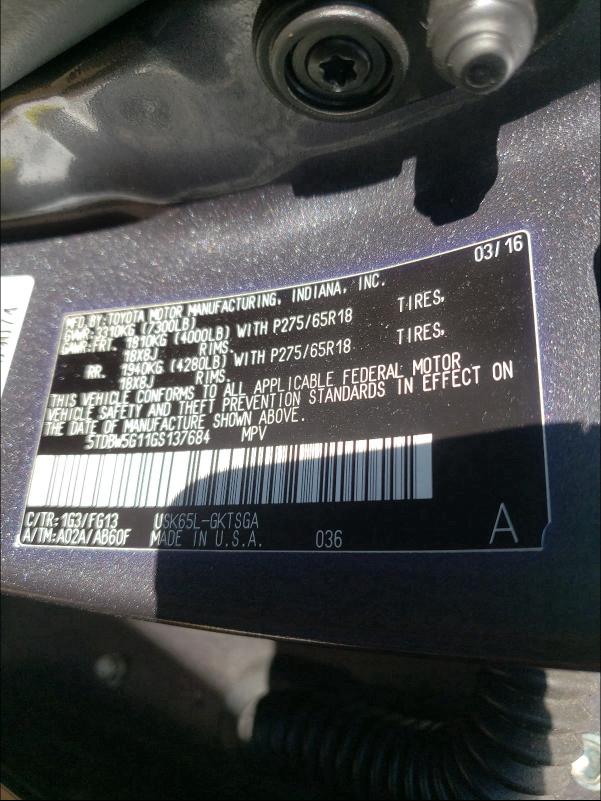 03/16
MFD BY: TOYOTA MOTOR MANUFACTURING, INDIANA, INC.
GVWR: 3310KG (7300LB)
GAWR:FRT. 1810KG (4000LB) WITH P275/65R18 TIRES,
18X8J RIMS
RR. 1940KG (4280LB) WITH P275/65R18 TIRES,
18X8J RIMS
THIS VEHICLE CONFORMS TO ALL APPLICABLE FEDERAL MOTOR
VEHICLE SAFETY AND THEFT PREVENTION STANDARDS IN EFFECT ON
THE DATE OF MANUFACTURE SHOWN ABOVE.
5TDBW5G11GS137684 MPV
C/TR: 1G3/FG13 USK65L-GKTSGA
A/TM: A02A/AB60F MADE IN U.S.A. 036 A